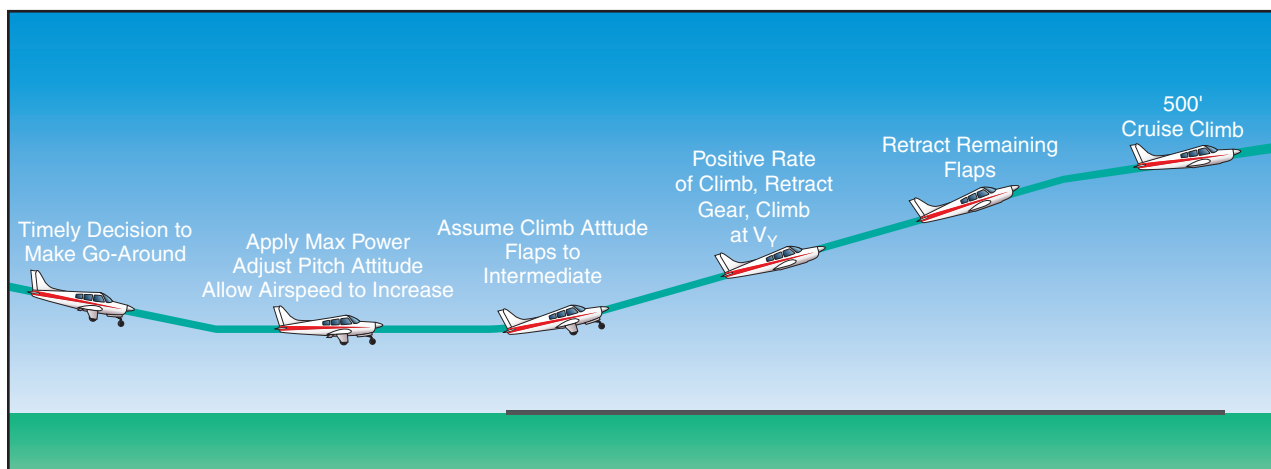 Timely Decision to
Make Go-Around
Apply Max Power
Adjust Pitch Attitude
Allow Airspeed to Increase
Assume Climb Atttude
Flaps to
Intermediate
Positive Rate
of Climb, Retract
Gear, Climb
at VY
Retract Remaining
Flaps
500'
Cruise Climb